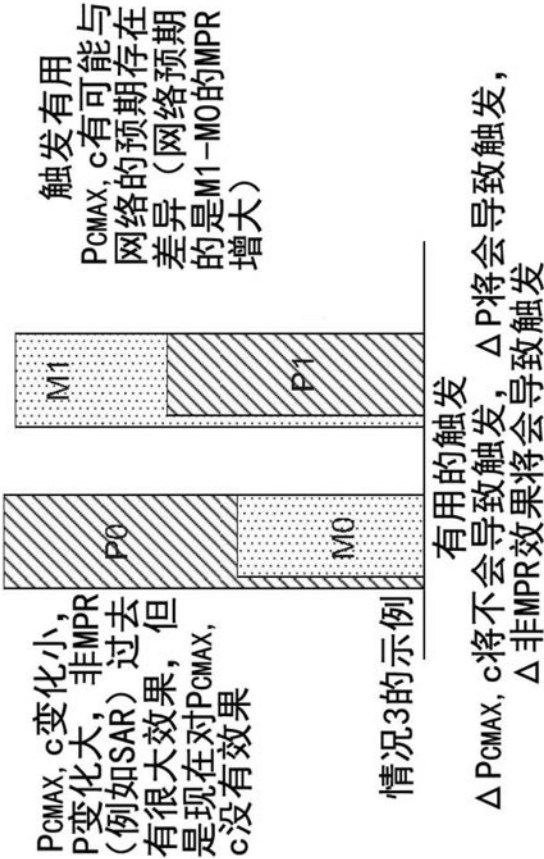 PCMAX, c变化小,
P变化大, 非MPR
(例如SAR) 过去
有很大效果, 但
是现在对PCMAX,
c没有效果
P0
M0
M1
P1
触发有用
PCMAX, c有可能与
网络的预期存在
差异 (网络预期
的是M1-M0的MPR
增大)
情况3的示例
有用的触发
△PCMAX, c将不会导致触发, △P将会导致触发,
△非MPR效果将会导致触发